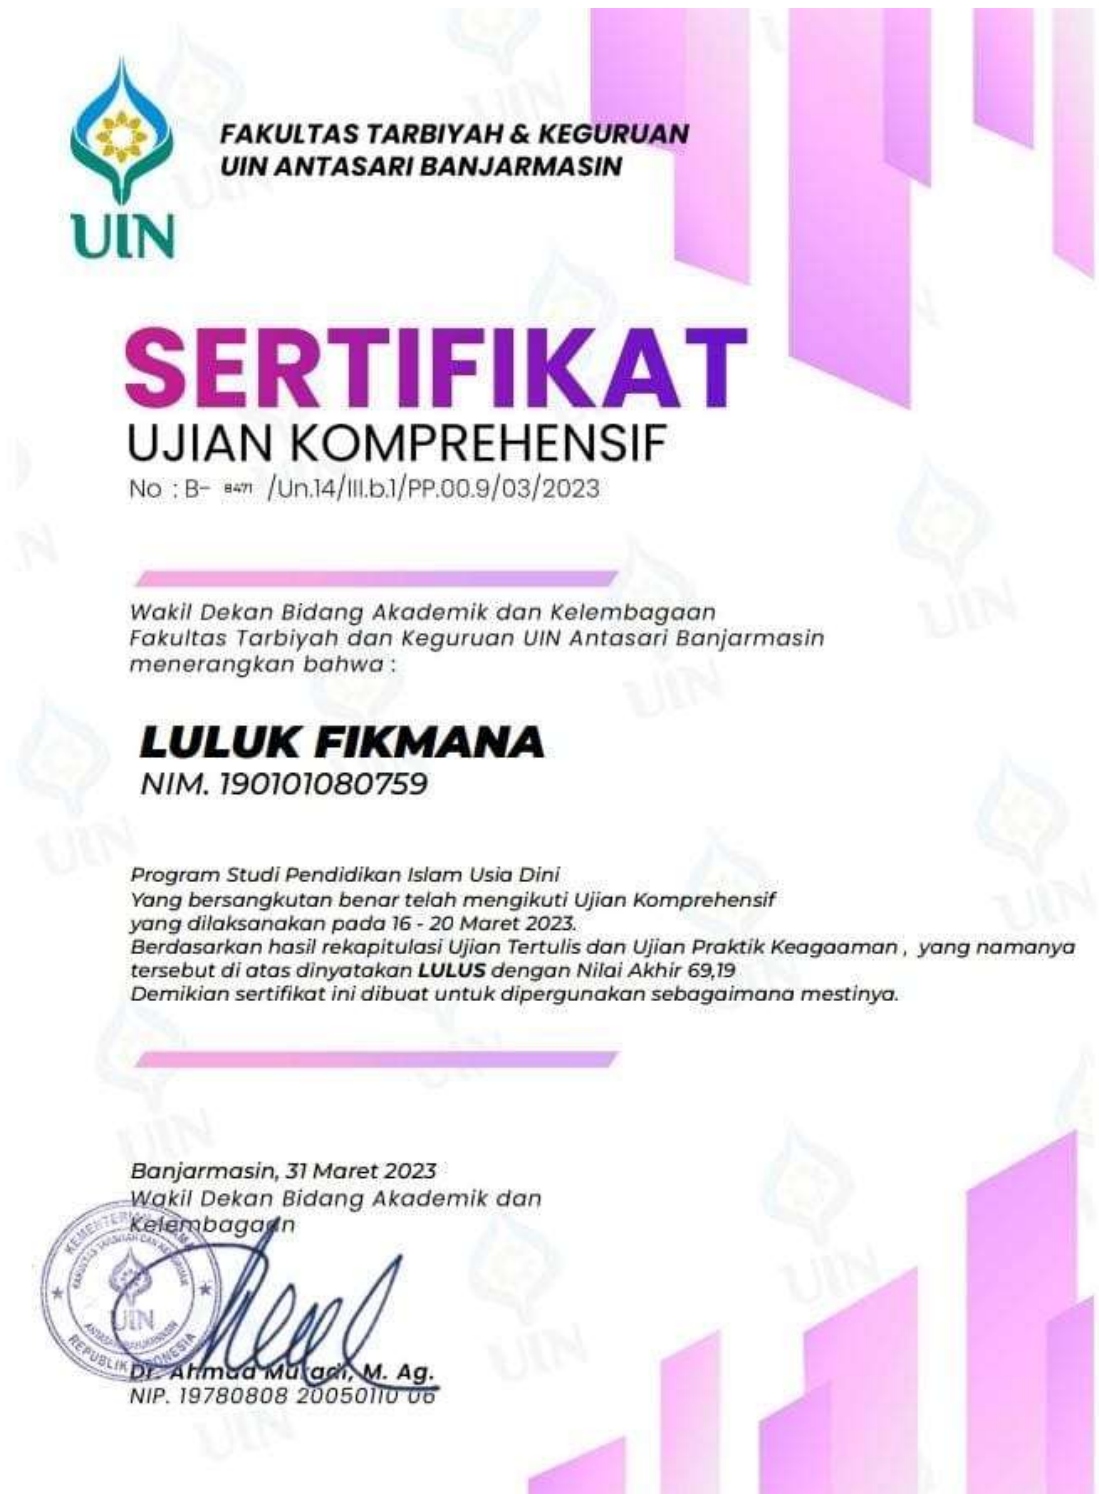 FAKULTAS TARBIYAH & KEGURUAN
UIN ANTASARI BANJARMASIN
UIN
SERTIFIKAT
UJIAN KOMPREHENSIF
No : B- 8471 /Un.14/III.b.1/PP.00.9/03/2023
Wakil Dekan Bidang Akademik dan Kelembagaan
Fakultas Tarbiyah dan Keguruan UIN Antasari Banjarmasin
menerangkan bahwa :
LULUK FIKMANA
NIM. 190101080759
Program Studi Pendidikan Islam Usia Dini
Yang bersangkutan benar telah mengikuti Ujian Komprehensif
yang dilaksanakan pada 16 - 20 Maret 2023.
Berdasarkan hasil rekapitulasi Ujian Tertulis dan Ujian Praktik Keagaaman , yang namanya
tersebut di atas dinyatakan LULUS dengan Nilai Akhir 69,19
Demikian sertifikat ini dibuat untuk dipergunakan sebagaimana mestinya.
Banjarmasin, 31 Maret 2023
Wakil Dekan Bidang Akademik dan
Kelembagaan
UIN
REPUBLIK INDONESIA
Dr. Ahmad M. Ag.
NIP. 19780808 20050110 06